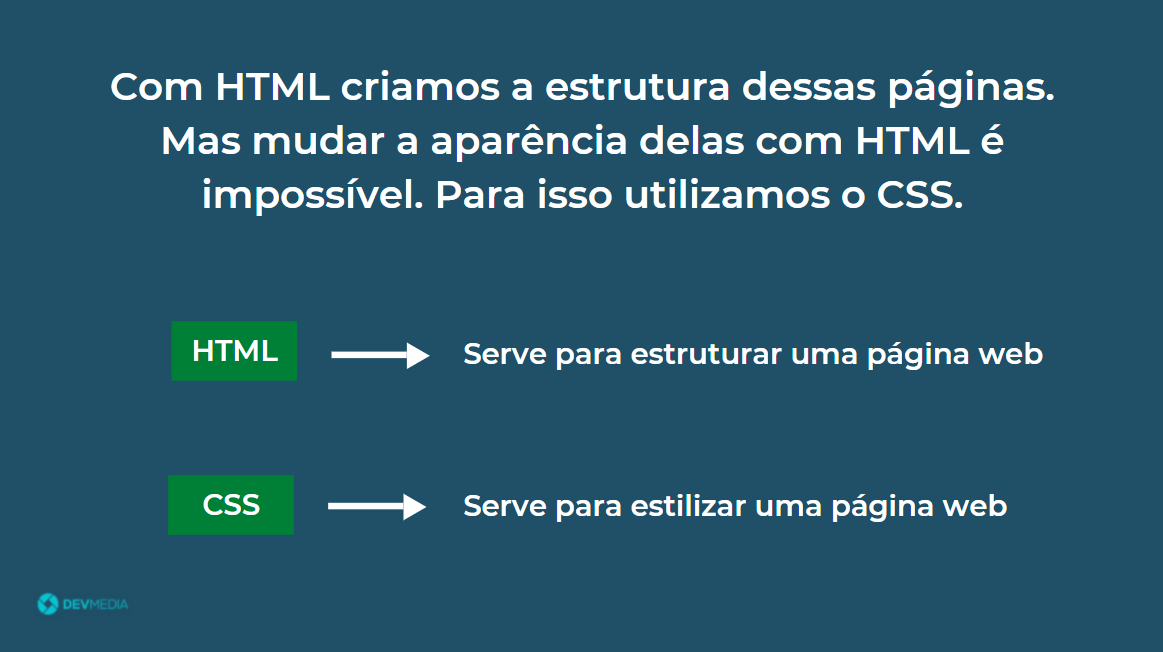 Com HTML criamos a estrutura dessas páginas.
Mas mudar a aparência delas com HTML é
impossível. Para isso utilizamos o CSS.
HTML
Serve para estruturar uma página web
CSS
Serve para estilizar uma página web
DEVMEDIA